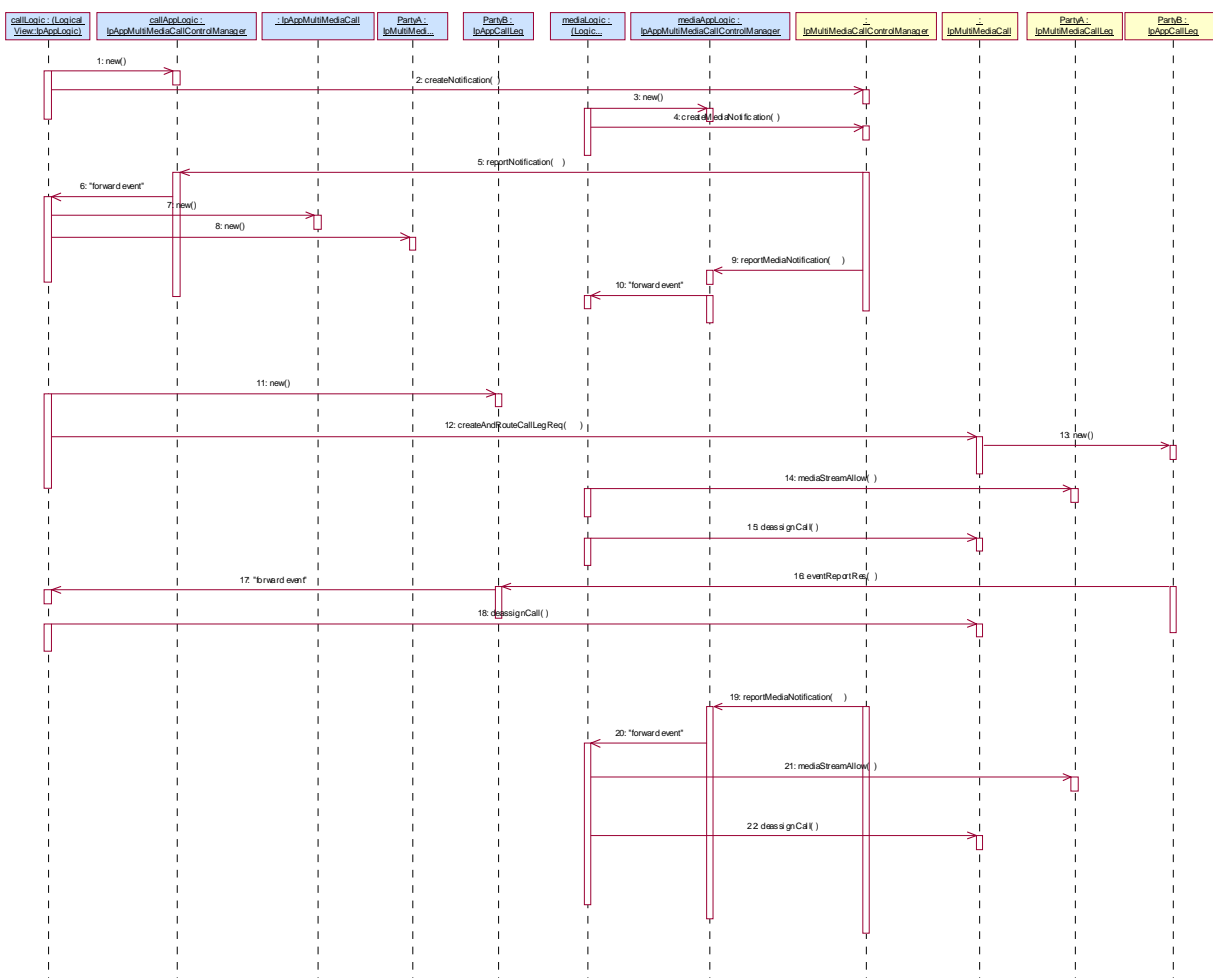 callLogic : (Logical
View::IpAppLogic)
callAppLogic :
IpAppMultiMediaCallControlManager
: IpAppMultiMediaCall
PartyA :
IpMultiMedi...
PartyB :
IpAppCallLeg
mediaLogic :
(Logic...
mediaAppLogic :
IpAppMultiMediaCallControlManager
:
IpMultiMediaCallControlManager
:
IpMultiMediaCall
PartyA :
IpMultiMediaCallLeg
PartyB :
IpAppCallLeg
1: new()
2: createNotification( )
3: new()
4: createMediaNotification( )
5: reportNotification( )
6: "forward event"
7: new()
8: new()
9: reportMediaNotification( )
10: "forward event"
11: new()
12: createAndRouteCallLegReq( )
13: new()
14: mediaStreamAllow( )
15: deassignCall( )
16: eventReportRes( )
17: "forward event"
18: deassignCall( )
19: reportMediaNotification( )
20: "forward event"
21: mediaStreamAllow( )
22: deassignCall( )